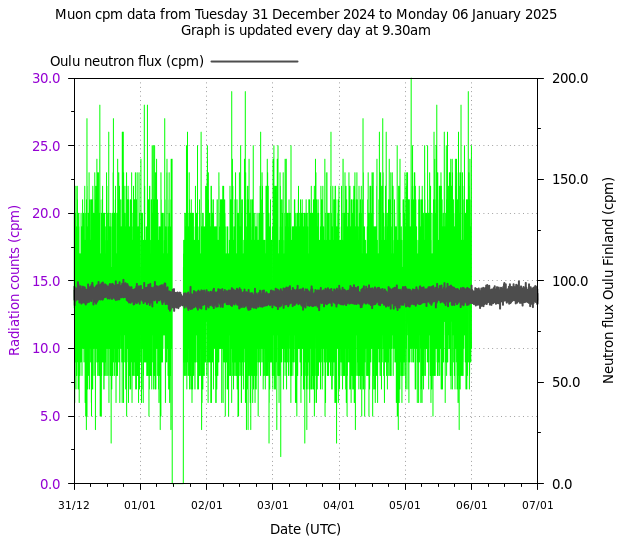 Muon cpm data from Tuesday 31 December 2024 to Monday 06 January 2025
Graph is updated every day at 9.30am
Oulu neutron flux (cpm)
30.0
25.0
20.0
15.0
10.0
5.0
0.0
Radiation counts (cpm)
200.0
150.0
100.0
50.0
0.0
Neutron flux Oulu Finland (cpm)
31/12 01/01 02/01 03/01 04/01 05/01 06/01 07/01
Date (UTC)